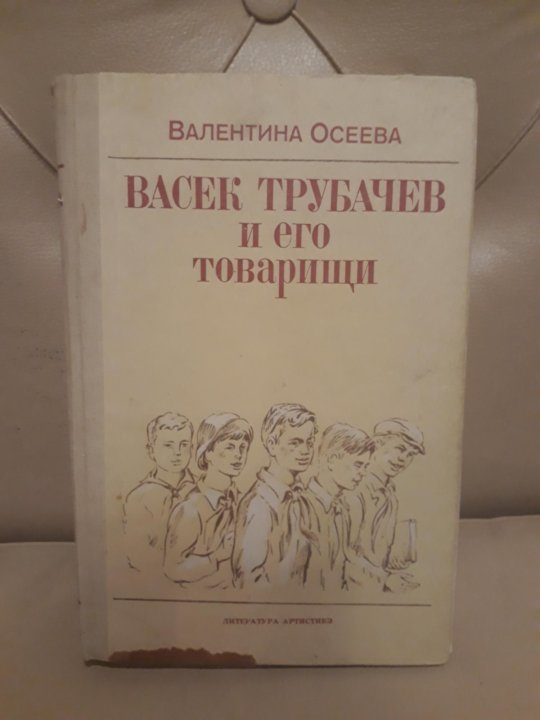 ВАЛЕНТИНА ОСЕЕВА
ВАСЕК ТРУБАЧЕВ
и его
товарищи
ЛИТЕРАТУРА АРТИСТИКЭ